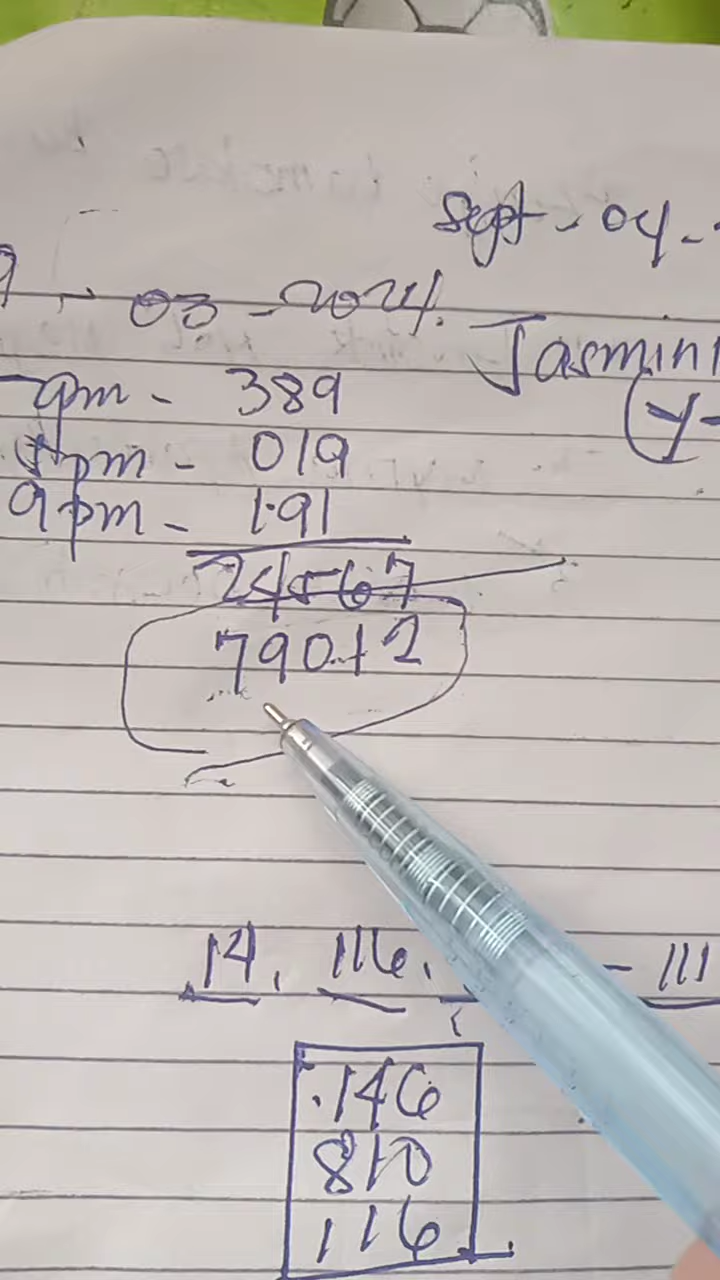 Sept - 04 -
9 - 03 - 2024.
Jasmin
pm - 389
(y-
pm - 019
9pm - 191
24567
79012
14. 116. - 111
146
810
116